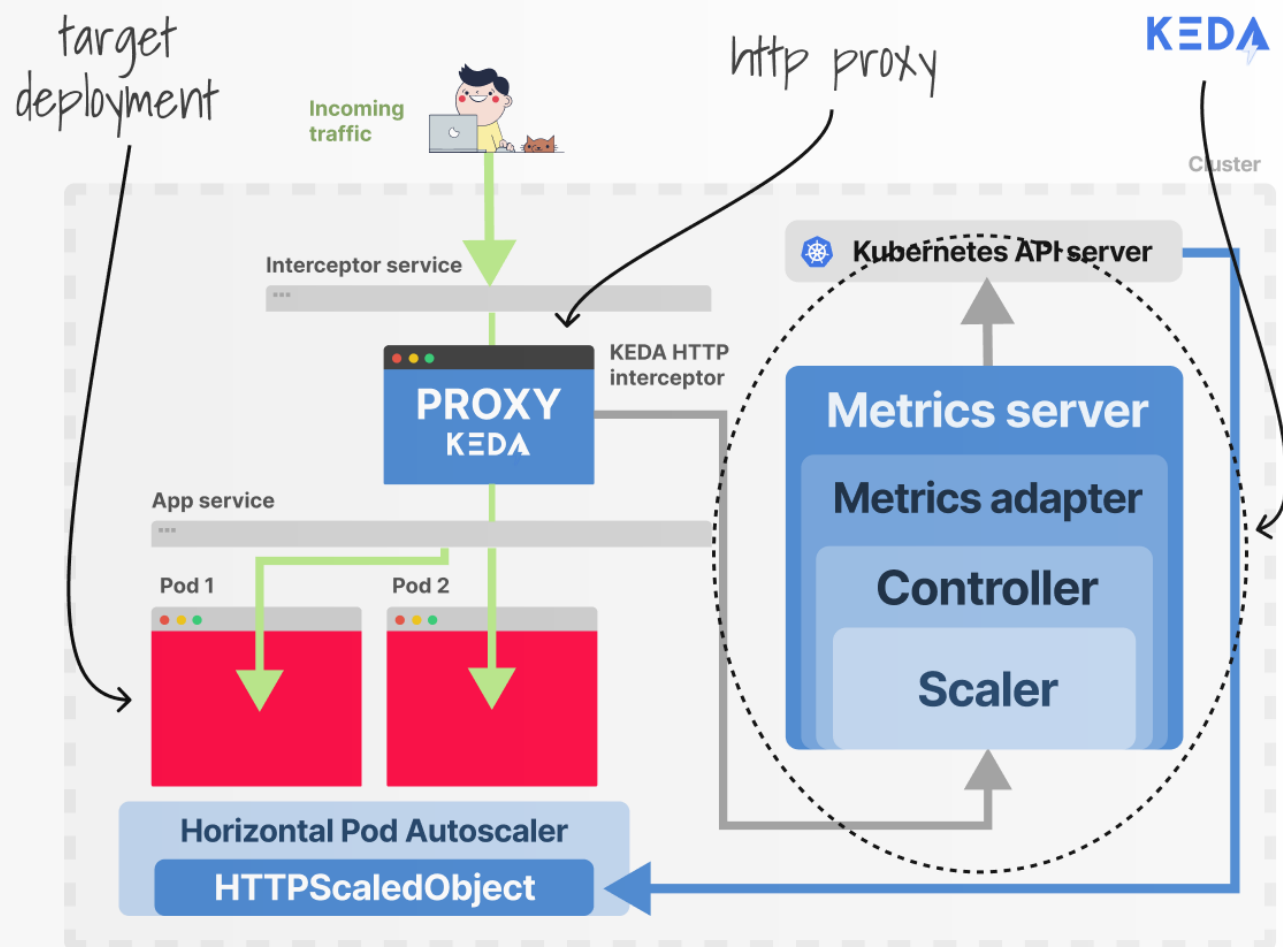 target
deployment
Incoming
traffic
http proxy
KEDA
Cluster
Interceptor service
Kubernetes API server
KEDA HTTP
interceptor
PROXY
KEDA
Metrics server
Metrics adapter
Controller
Scaler
App service
Pod 1
Pod 2
Horizontal Pod Autoscaler
HTTPScaledObject